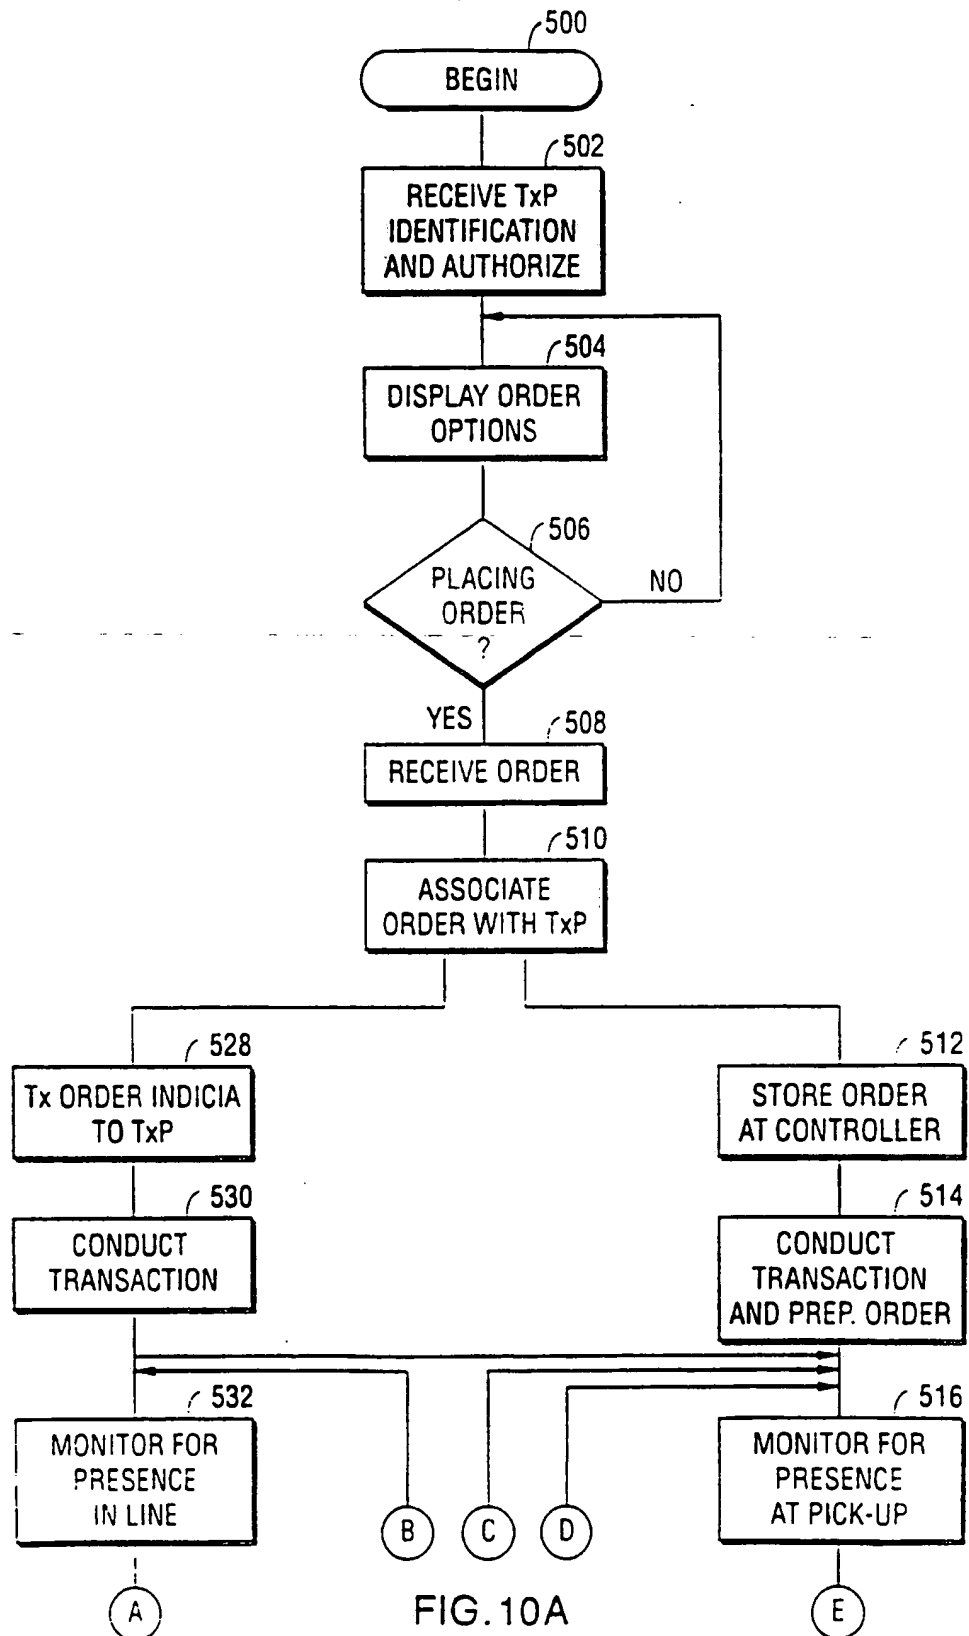 500
BEGIN
502
RECEIVE TxP
IDENTIFICATION
AND AUTHORIZE
504
DISPLAY ORDER
OPTIONS
506
PLACING
ORDER
?
NO
YES
508
RECEIVE ORDER
510
ASSOCIATE
ORDER WITH TxP
528
Tx ORDER INDICIA
TO TxP
530
CONDUCT
TRANSACTION
532
MONITOR FOR
PRESENCE
IN LINE
A
512
STORE ORDER
AT CONTROLLER
514
CONDUCT
TRANSACTION
AND PREP. ORDER
516
MONITOR FOR
PRESENCE
AT PICK-UP
B
C
D
E
FIG. 10A